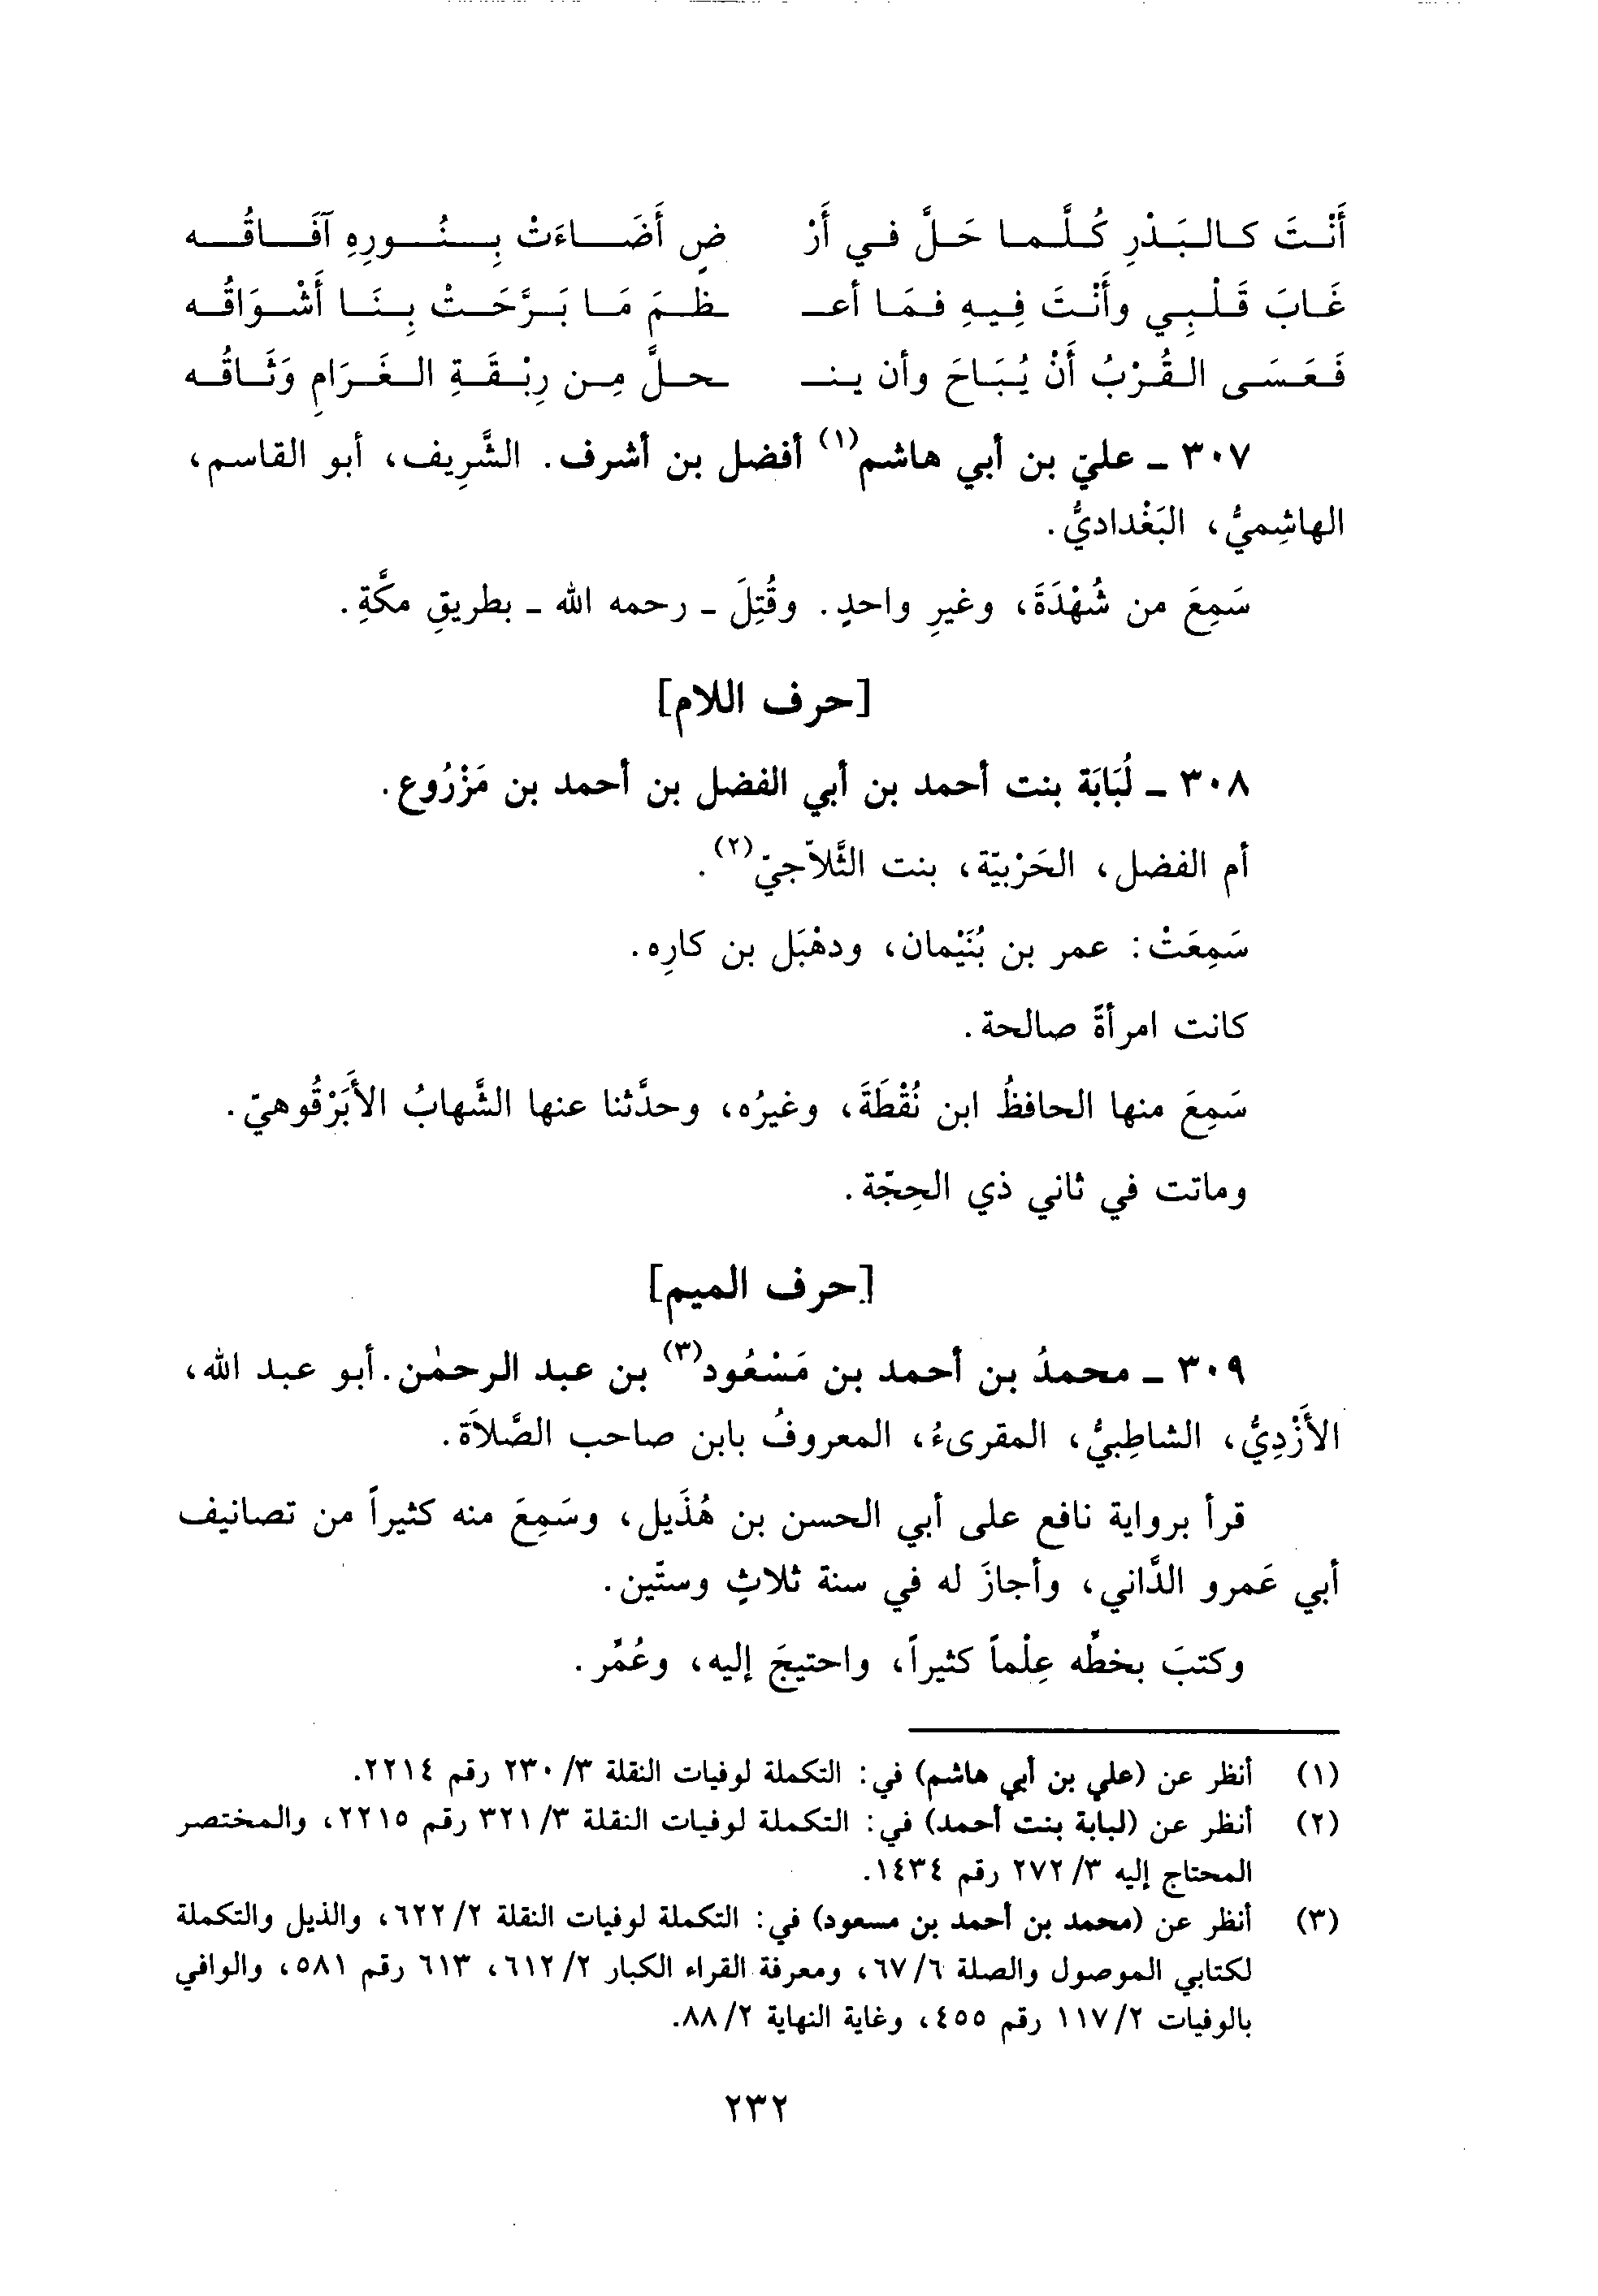 أَنْتَ كالبَدْرِ كُلَّما حَلَّ في أَرْ ضٍ أَضَاءَتْ بِنُورِهِ آفَاقُه
غَابَ قَلْبِي وأَنْتَ فِيهِ فمَا أعـ ـظمَ مَا بَرَّحَتْ بِنَا أَشْوَاقُه
فَعَسَى القُرْبُ أَنْ يُبَاحَ وأن ينـ ـحلَّ مِن رِبْقَةِ الغَرَامِ وَثَاقُه
٣٠٧ ـ عليّ بن أبي هاشم(١) أفضل بن أشرف. الشَّرِيف، أبو القاسم،
الهاشِميُّ، البَغْداديُّ.
سَمِعَ من شُهْدَةَ، وغيرِ واحدٍ. وقُتِلَ ـ رحمه الله ـ بطريقِ مكَّةِ.
[حرف اللام]
٣٠٨ ـ لُبَابَة بنت أحمد بن أبي الفضل بن أحمد بن مَزْرُوع.
أم الفضل، الحَرْبيّة، بنت الثَّلاّجيّ(٢).
سَمِعَتْ: عمر بن بُنَيْمان، ودهْبَل بن كارِه.
كانت امرأةً صالحة.
سَمِعَ منها الحافظُ ابن نُقْطَةَ، وغيرُه، وحدَّثنا عنها الشَّهابُ الأَبَرْقُوهيّ.
وماتت في ثاني ذي الحِجّة.
[حرف الميم]
٣٠٩ ـ محمدُ بن أحمد بن مَسْعُود(٣) بن عبد الرحمٰن. أبو عبد الله،
الأَزْدِيُّ، الشاطِبيُّ، المقرىءُ، المعروفُ بابن صاحب الصَّلاَة.
قرأ برواية نافع على أبي الحسن بن هُذَيل، وسَمِعَ منه كثيراً من تصانيف
أبي عَمرو الدَّاني، وأجازَ له في سنة ثلاثٍ وستّين.
وكتبَ بخطِّه عِلْماً كثيراً، واحتيجَ إليه، وعُمِّر.
(١) أنظر عن (علي بن أبي هاشم) في: التكملة لوفيات النقلة ٣/ ٢٣٠ رقم ٢٢١٤.
(٢) أنظر عن (لبابة بنت أحمد) في: التكملة لوفيات النقلة ٣/ ٣٢١ رقم ٢٢١٥، والمختصر
المحتاج إليه ٣/ ٢٧٢ رقم ١٤٣٤.
(٣) أنظر عن (محمد بن أحمد بن مسعود) في: التكملة لوفيات النقلة ٢/ ٦٢٢، والذيل والتكملة
لكتابي الموصول والصلة ٦/ ٦٧، ومعرفة القراء الكبار ٢/ ٦١٢، ٦١٣ رقم ٥٨١، والوافي
بالوفيات ٢/ ١١٧ رقم ٤٥٥، وغاية النهاية ٢/ ٨٨.
٢٣٢